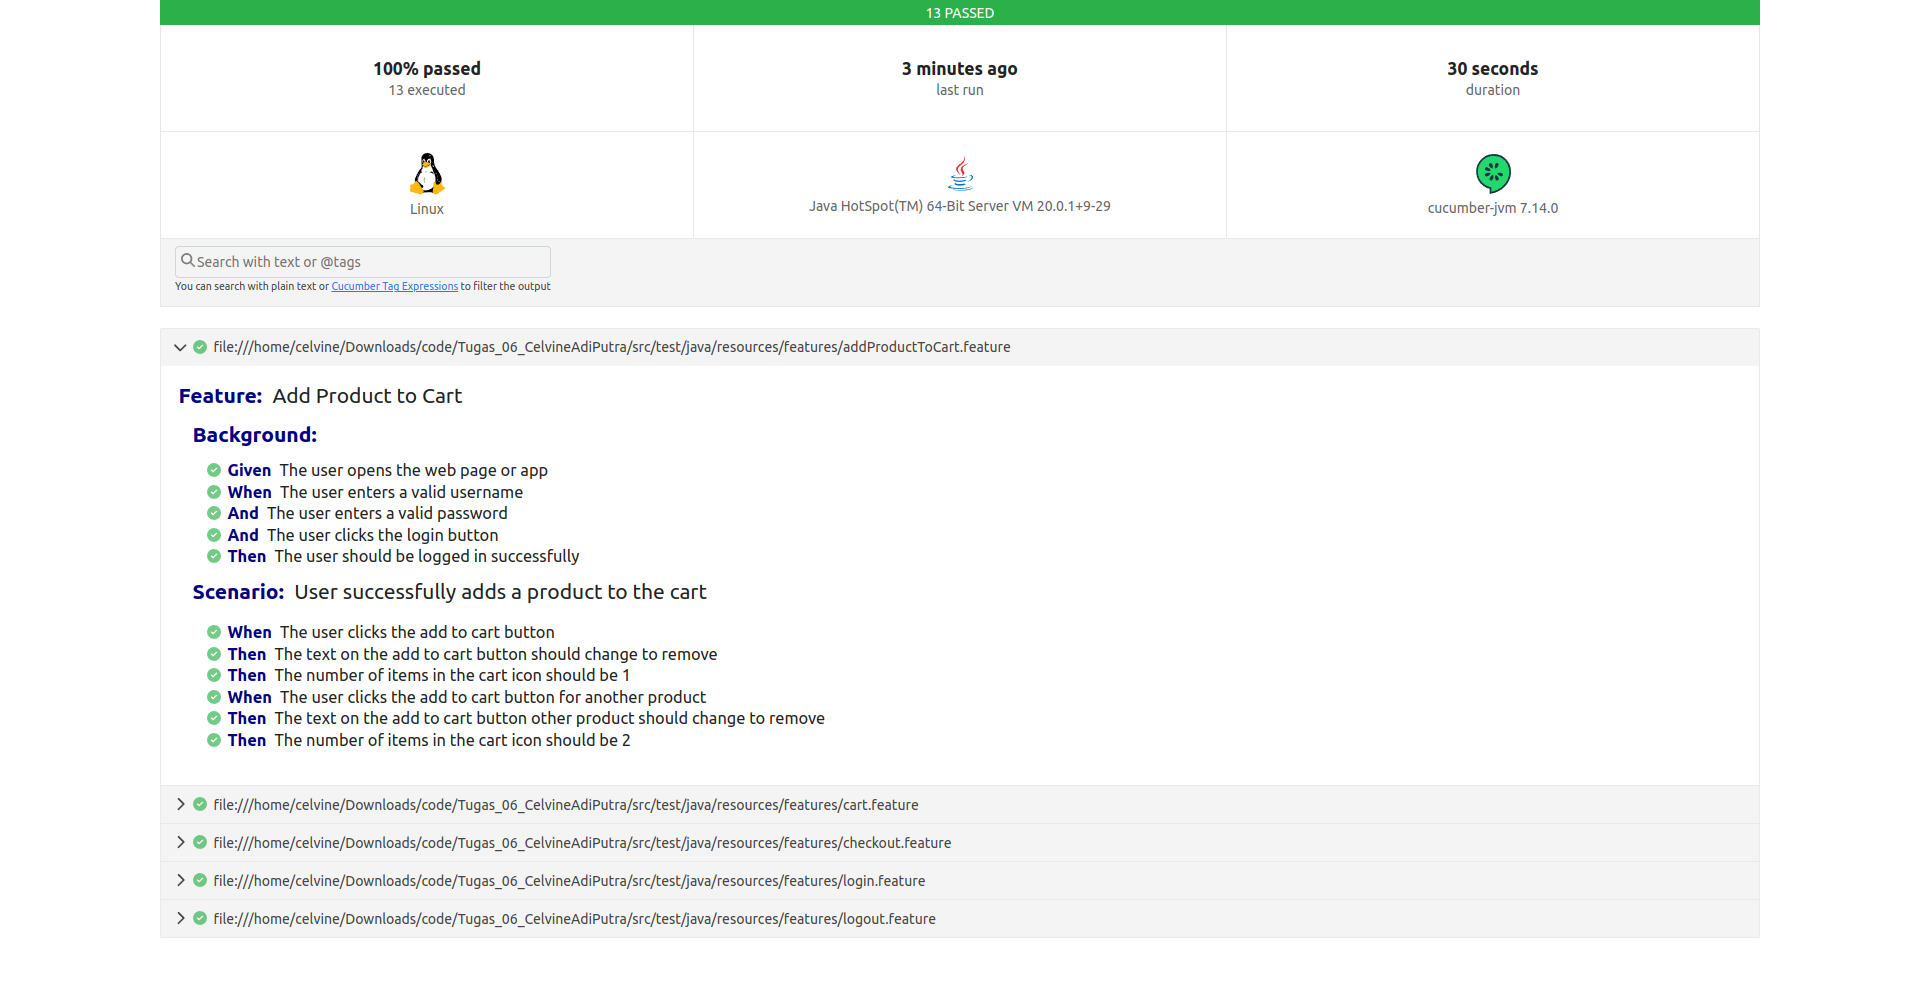 13 PASSED
100% passed
13 executed
3 minutes ago
last run
30 seconds
duration
Linux
Java HotSpot(TM) 64-Bit Server VM 20.0.1+9-29
cucumber-jvm 7.14.0
Search with text or @tags
You can search with plain text or Cucumber Tag Expressions to filter the output
file:///home/celvine/Downloads/code/Tugas_06_CelvineAdiPutra/src/test/java/resources/features/addProductToCart.feature
Feature: Add Product to Cart
Background:
Given The user opens the web page or app
When The user enters a valid username
And The user enters a valid password
And The user clicks the login button
Then The user should be logged in successfully
Scenario: User successfully adds a product to the cart
When The user clicks the add to cart button
Then The text on the add to cart button should change to remove
Then The number of items in the cart icon should be 1
When The user clicks the add to cart button for another product
Then The text on the add to cart button other product should change to remove
Then The number of items in the cart icon should be 2
file:///home/celvine/Downloads/code/Tugas_06_CelvineAdiPutra/src/test/java/resources/features/cart.feature
file:///home/celvine/Downloads/code/Tugas_06_CelvineAdiPutra/src/test/java/resources/features/checkout.feature
file:///home/celvine/Downloads/code/Tugas_06_CelvineAdiPutra/src/test/java/resources/features/login.feature
file:///home/celvine/Downloads/code/Tugas_06_CelvineAdiPutra/src/test/java/resources/features/logout.feature